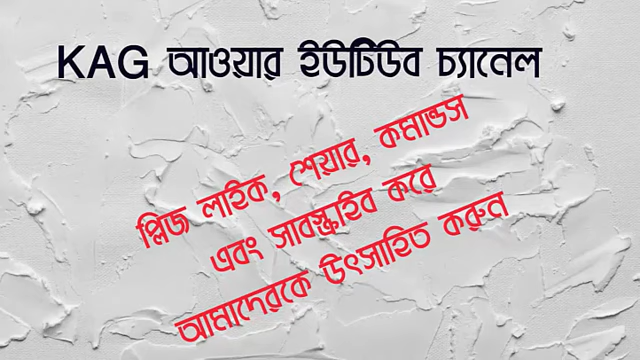 KAG আওয়ার ইউটিউব চ্যানেল
প্লিজ লাইক, শেয়ার, কমান্ডস
এবং সাবস্ক্রাইব করে
আমাদেরকে উৎসাহিত করুন